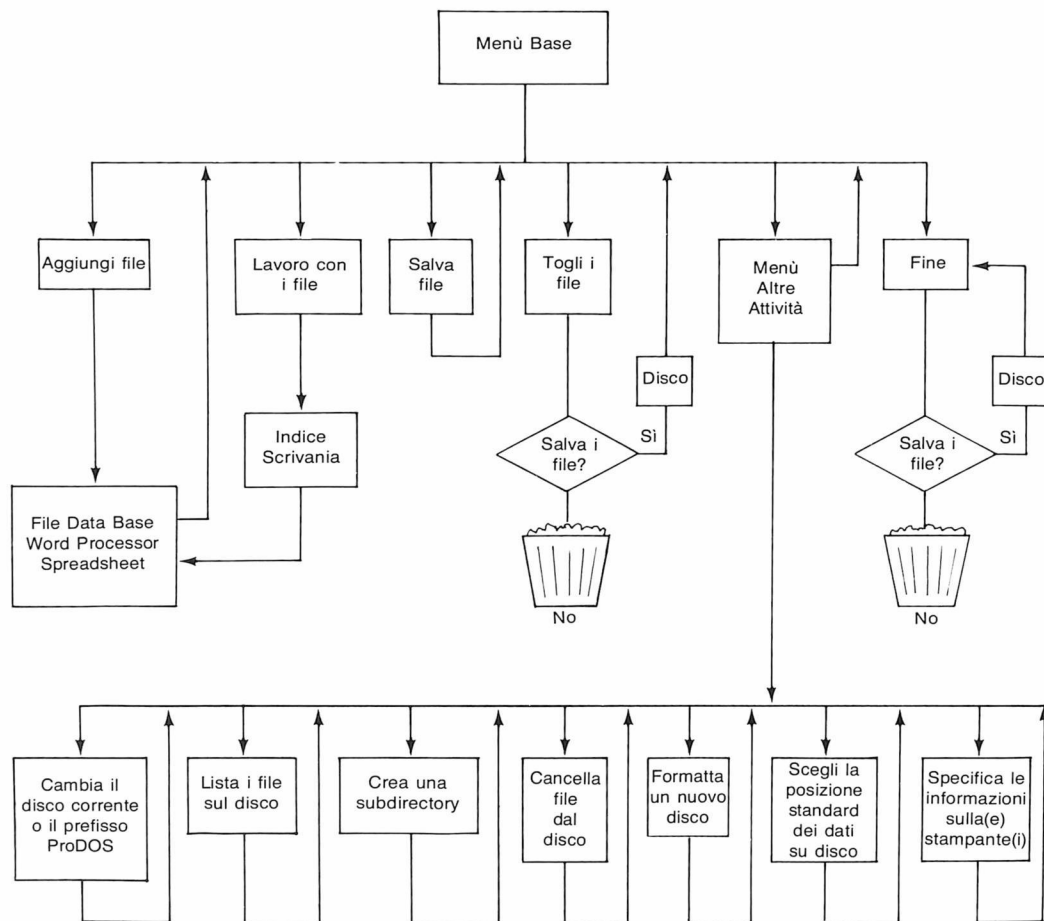 Menù Base
Aggiungi file
Lavoro con
i file
Salva
file
Togli i
file
Menù
Altre
Attività
Fine
Disco
Disco
Indice
Scrivania
Salva i
file?
Sì
Salva i
file?
Sì
File Data Base
Word Processor
Spreadsheet
No
No
Cambia il
disco corrente
o il prefisso
ProDOS
Lista i file
sul disco
Crea una
subdirectory
Cancella
file
dal
disco
Formatta
un nuovo
disco
Scegli la
posizione
standard
dei dati
su disco
Specifica le
informazioni
sulla(e)
stampante(i)